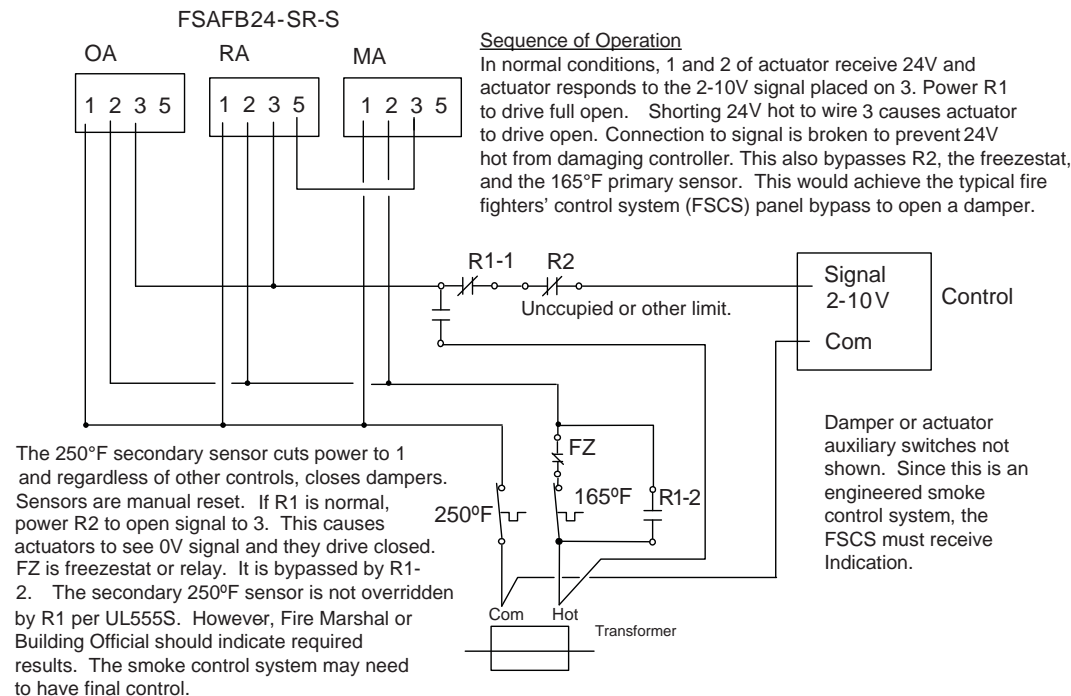 FSAFB24-SR-S
OA RA MA
1 2 3 5 1 2 3 5 1 2 3 5
Sequence of Operation
In normal conditions, 1 and 2 of actuator receive 24V and
actuator responds to the 2-10V signal placed on 3. Power R1
to drive full open. Shorting 24V hot to wire 3 causes actuator
to drive open. Connection to signal is broken to prevent 24V
hot from damaging controller. This also bypasses R2, the freezestat,
and the 165°F primary sensor. This would achieve the typical fire
fighters' control system (FSCS) panel bypass to open a damper.
R1-1 R2
Unccupied or other limit.
Signal
2-10V
Com
Control
The 250°F secondary sensor cuts power to 1
and regardless of other controls, closes dampers.
Sensors are manual reset. If R1 is normal,
power R2 to open signal to 3. This causes
actuators to see 0V signal and they drive closed.
FZ is freezestat or relay. It is bypassed by R1-
2. The secondary 250ºF sensor is not overridden
by R1 per UL555S. However, Fire Marshal or
Building Official should indicate required
results. The smoke control system may need
to have final control.
FZ
250ºF 165ºF R1-2
Com Hot
Transformer
Damper or actuator
auxiliary switches not
shown. Since this is an
engineered smoke
control system, the
FSCS must receive
Indication.